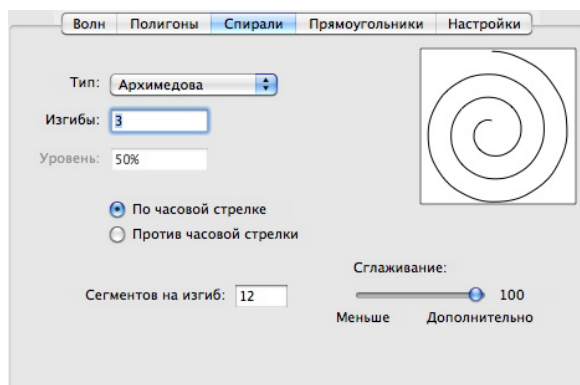 Волн Полигоны Спирали Прямоугольники Настройки
Тип: Архимедова
Изгибы: 3
Уровень: 50%
По часовой стрелке
Против часовой стрелки
Сглаживание:
Сегментов на изгиб: 12
100
Меньше Дополнительно